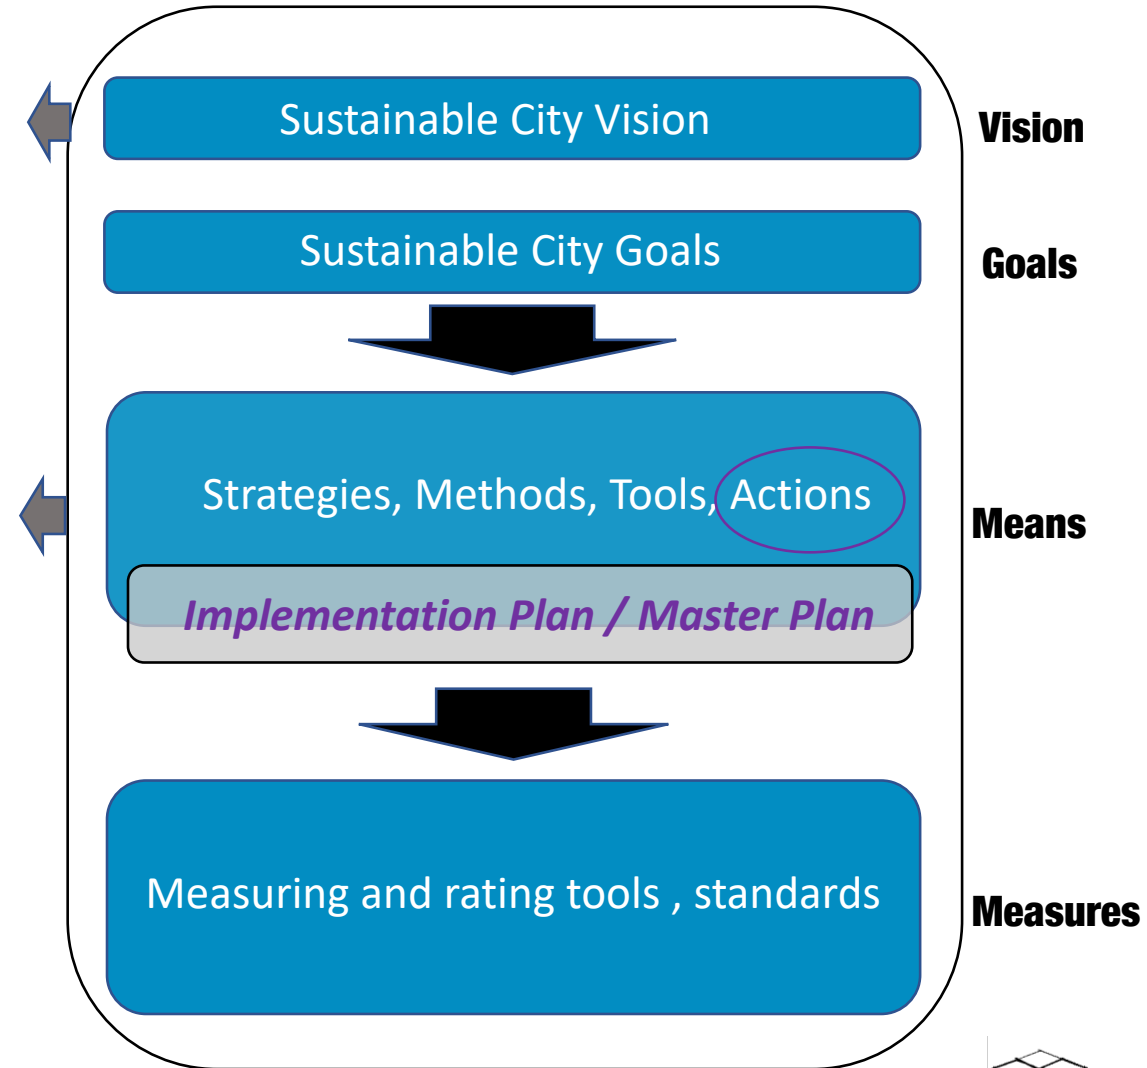 Sustainable City Vision
Vision
Sustainable City Goals
Goals
Strategies, Methods, Tools, Actions
Means
Implementation Plan / Master Plan
Measuring and rating tools , standards
Measures